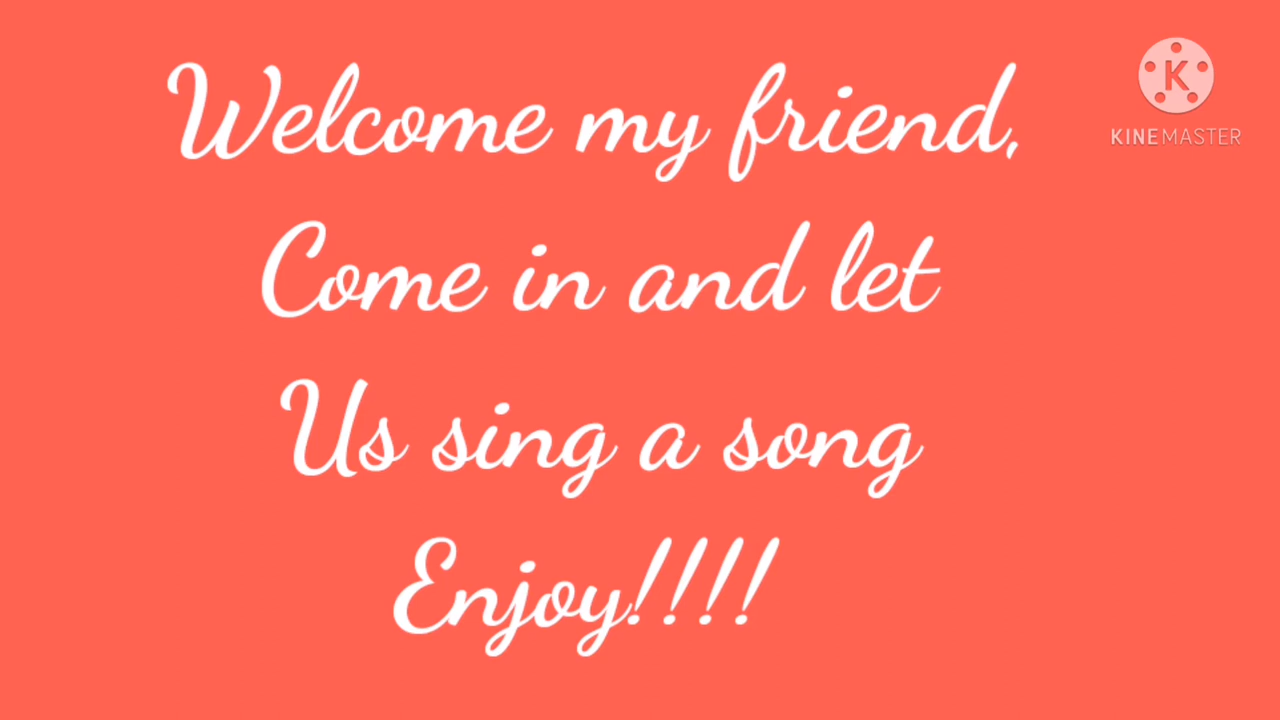 Welcome my friend,
K
KINEMASTER
Come in and let
Us sing a song
Enjoy!!!!